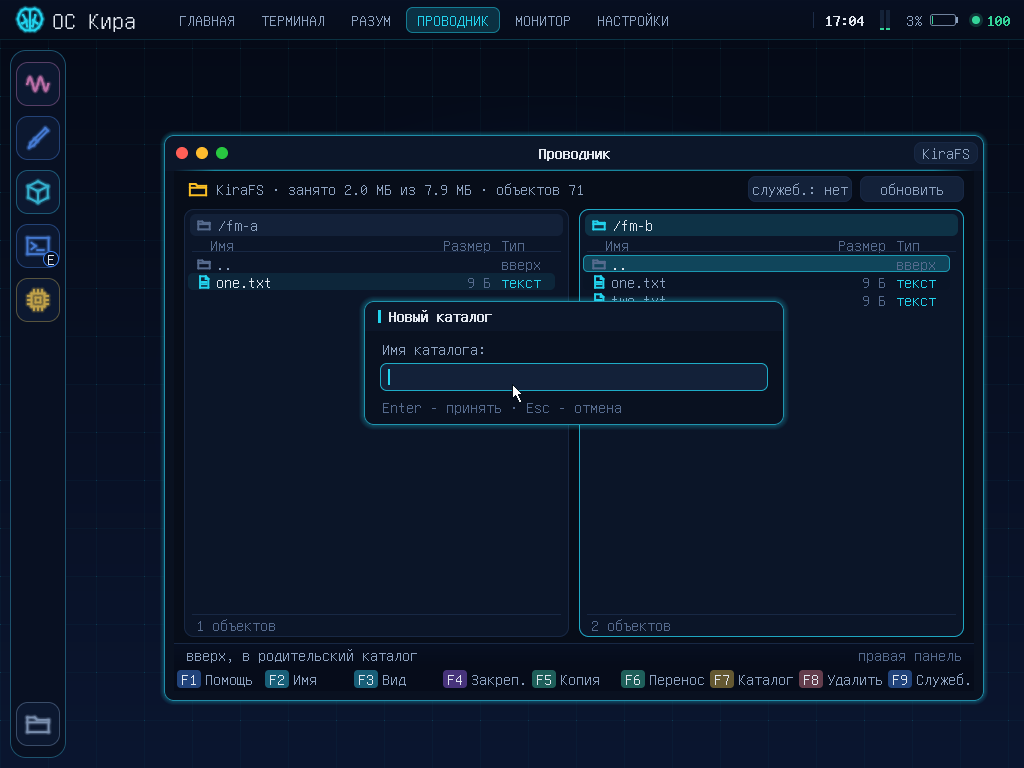 ОС Кира ГЛАВНАЯ ТЕРМИНАЛ РАЗУМ ПРОВОДНИК МОНИТОР НАСТРОЙКИ 17:04 3% 100
E
Проводник KiraFS
KiraFS · занято 2.0 МБ из 7.9 МБ · объектов 71 служеб.: нет обновить
/fm-a
Имя Размер Тип
.. вверх
one.txt 9 Б текст
1 объектов
/fm-b
Имя Размер Тип
.. вверх
one.txt 9 Б текст
two.txt 9 Б текст
2 объектов
Новый каталог
Имя каталога:
Enter - принять · Esc - отмена
вверх, в родительский каталог правая панель
F1 Помощь F2 Имя F3 Вид F4 Закреп. F5 Копия F6 Перенос F7 Каталог F8 Удалить F9 Служеб.